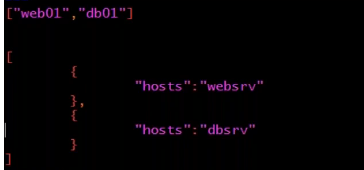 ["web01","db01"]
[
{
"hosts":"websrv"
},
{
"hosts":"dbsrv"
}
]